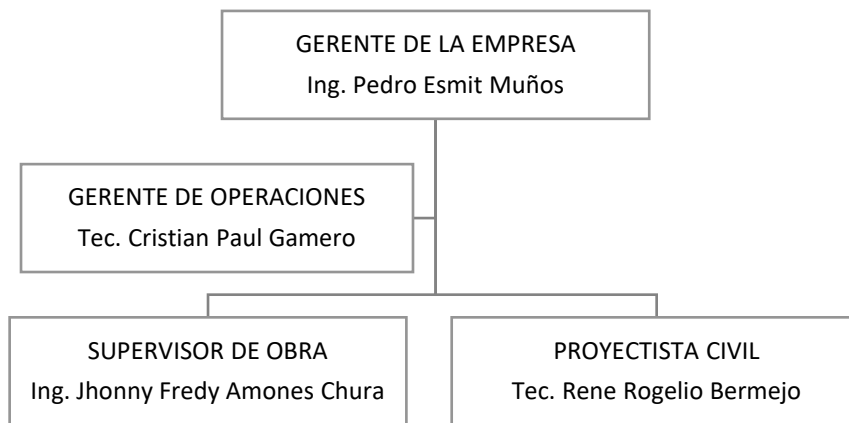 GERENTE DE LA EMPRESA
Ing. Pedro Esmit Muños
GERENTE DE OPERACIONES
Tec. Cristian Paul Gamero
SUPERVISOR DE OBRA
Ing. Jhonny Fredy Amones Chura
PROYECTISTA CIVIL
Tec. Rene Rogelio Bermejo